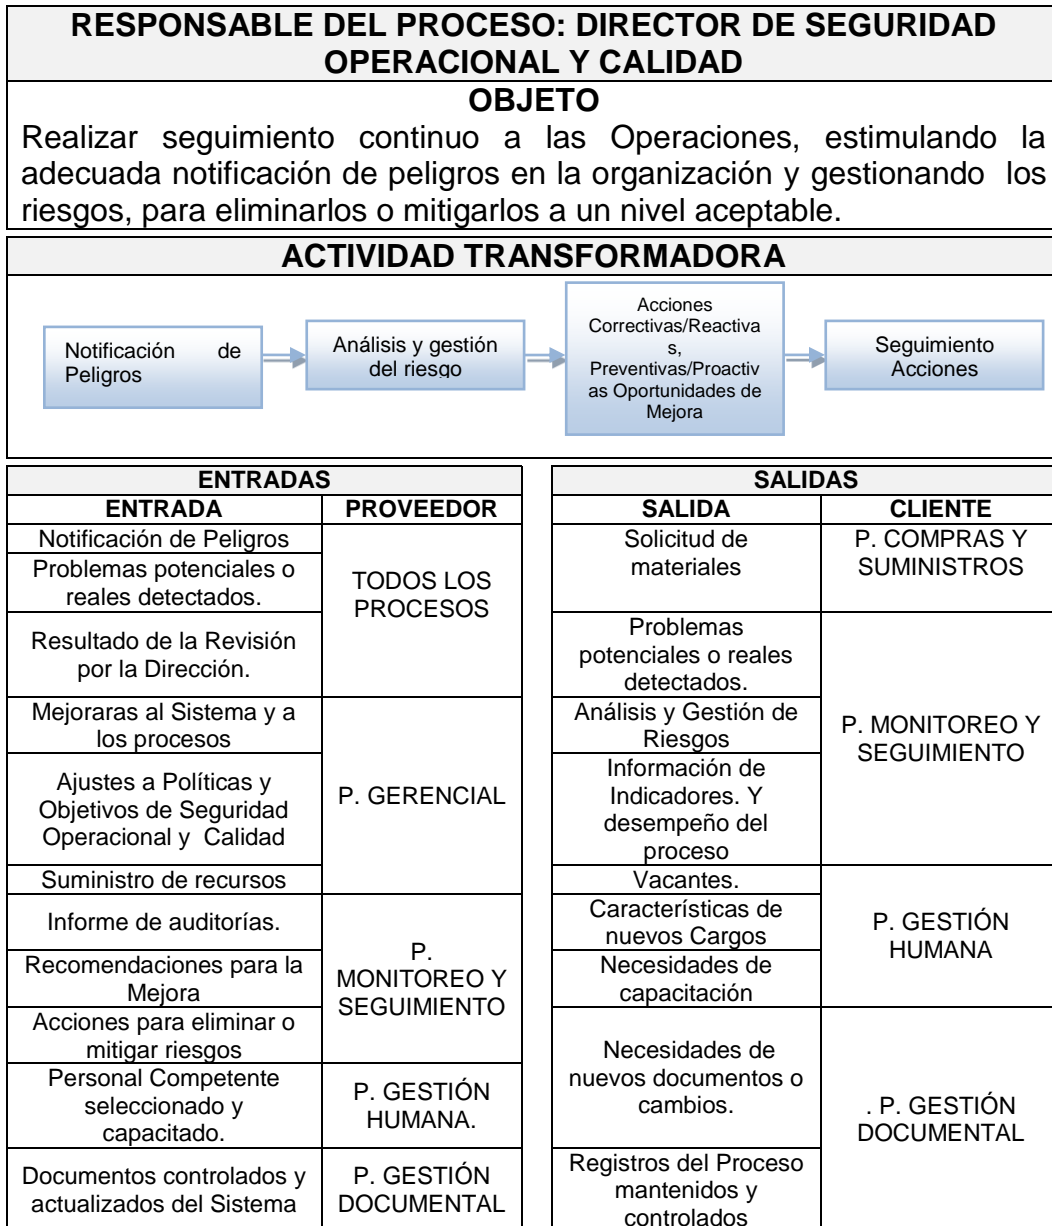 RESPONSABLE DEL PROCESO: DIRECTOR DE SEGURIDAD
OPERACIONAL Y CALIDAD
OBJETO
Realizar seguimiento continuo a las Operaciones, estimulando la
adecuada notificación de peligros en la organización y gestionando los
riesgos, para eliminarlos o mitigarlos a un nivel aceptable.
ACTIVIDAD TRANSFORMADORA
Notificación de
Peligros
Análisis y gestión
del riesgo
Acciones
Correctivas/Reactiva
s,
Preventivas/Proactiv
as Oportunidades de
Mejora
Seguimiento
Acciones
ENTRADAS
ENTRADA
PROVEEDOR
Notificación de Peligros
Problemas potenciales o
reales detectados.
Resultado de la Revisión
por la Dirección.
TODOS LOS
PROCESOS
Mejoraras al Sistema y a
los procesos
Ajustes a Políticas y
Objetivos de Seguridad
Operacional y Calidad
Suministro de recursos
P. GERENCIAL
Informe de auditorías.
Recomendaciones para la
Mejora
Acciones para eliminar o
mitigar riesgos
P.
MONITOREO Y
SEGUIMIENTO
Personal Competente
seleccionado y
capacitado.
P. GESTIÓN
HUMANA.
Documentos controlados y
actualizados del Sistema
P. GESTIÓN
DOCUMENTAL
SALIDAS
SALIDA
CLIENTE
Solicitud de
materiales
P. COMPRAS Y
SUMINISTROS
Problemas
potenciales o reales
detectados.
Análisis y Gestión de
Riesgos
Información de
Indicadores. Y
desempeño del
proceso
P. MONITOREO Y
SEGUIMIENTO
Vacantes.
Características de
nuevos Cargos
Necesidades de
capacitación
P. GESTIÓN
HUMANA
Necesidades de
nuevos documentos o
cambios.
Registros del Proceso
mantenidos y
controlados
. P. GESTIÓN
DOCUMENTAL